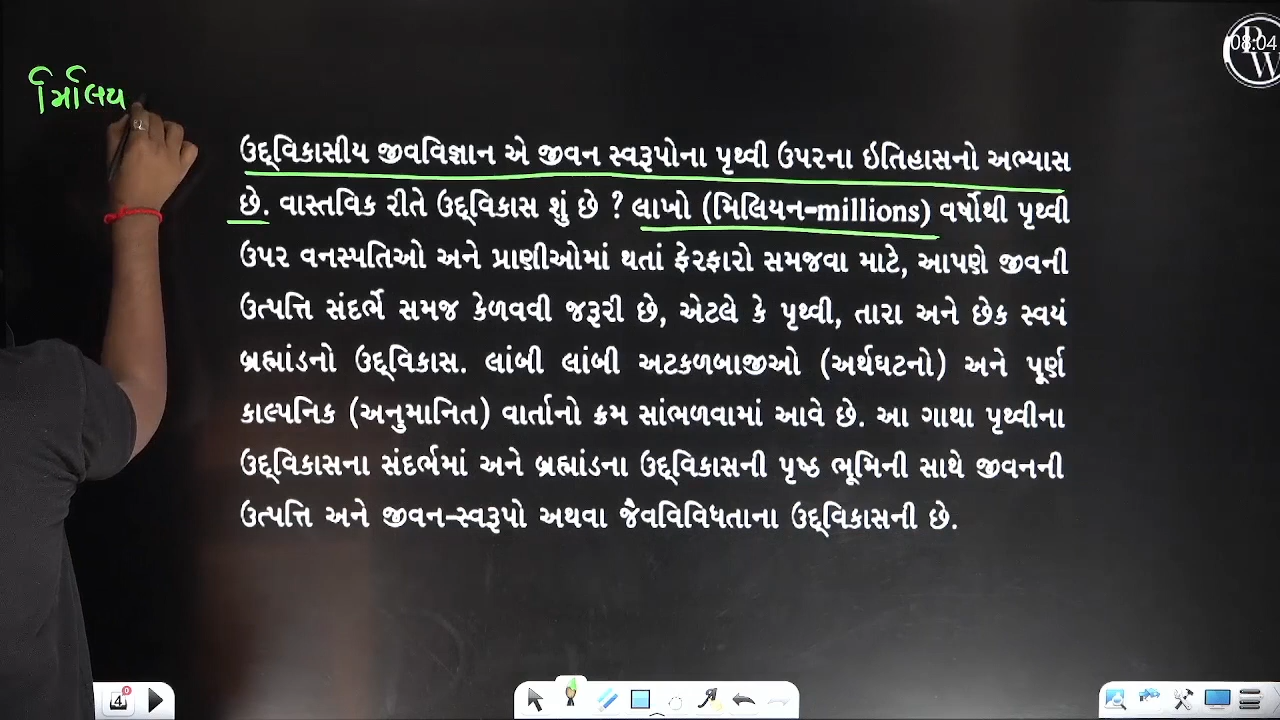 08:04
PW
મિલિય
ઉદ્‌વિકાસીય જીવવિજ્ઞાન એ જીવન સ્વરૂપોના પૃથ્વી ઉપરના ઇતિહાસનો અભ્યાસ
છે. વાસ્તવિક રીતે ઉદ્‌વિકાસ શું છે ? લાખો (મિલિયન-millions) વર્ષોથી પૃથ્વી
ઉપર વનસ્પતિઓ અને પ્રાણીઓમાં થતાં ફેરફારો સમજવા માટે, આપણે જીવની
ઉત્પત્તિ સંદર્ભે સમજ કેળવવી જરૂરી છે, એટલે કે પૃથ્વી, તારા અને છેક સ્વયં
બ્રહ્માંડનો ઉદ્‌વિકાસ. લાંબી લાંબી અટકળબાજીઓ (અર્થઘટનો) અને પૂર્ણ
કાલ્પનિક (અનુમાનિત) વાર્તાનો ક્રમ સાંભળવામાં આવે છે. આ ગાથા પૃથ્વીના
ઉદ્‌વિકાસના સંદર્ભમાં અને બ્રહ્માંડના ઉદ્‌વિકાસની પૃષ્ઠ ભૂમિની સાથે જીવનની
ઉત્પત્તિ અને જીવન-સ્વરૂપો અથવા જૈવવિવિધતાના ઉદ્‌વિકાસની છે.
4
0